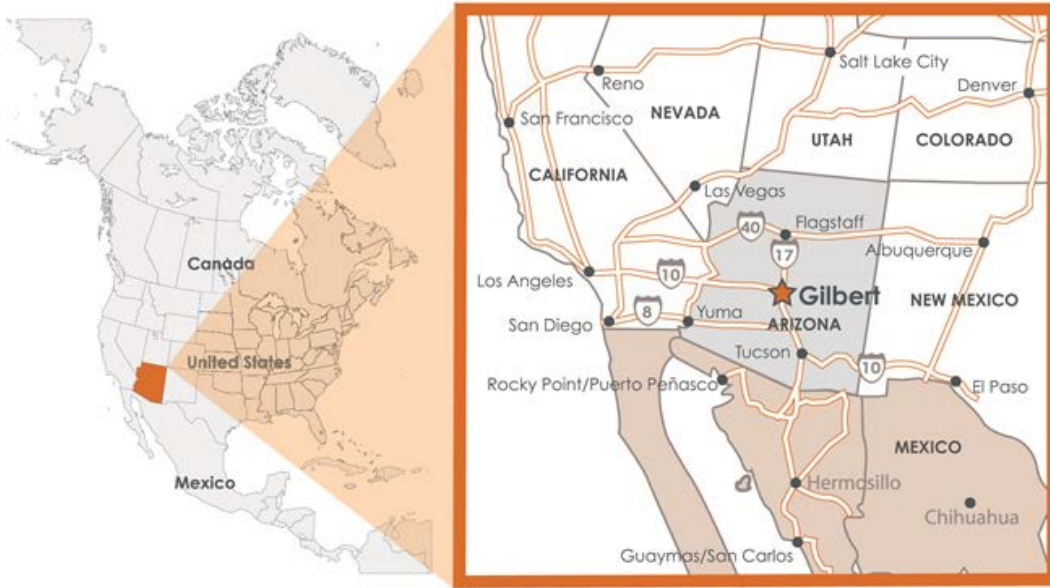 Canada
United States
Mexico
Salt Lake City
Reno
Denver
NEVADA
San Francisco
UTAH
COLORADO
CALIFORNIA
Las Vegas
40
Flagstaff
Albuquerque
17
Los Angeles
10
Gilbert
NEW MEXICO
8
Yuma
San Diego
ARIZONA
Tucson
10
Rocky Point/Puerto Peñasco
El Paso
MEXICO
Hermosillo
Chihuahua
Guaymas/San Carlos